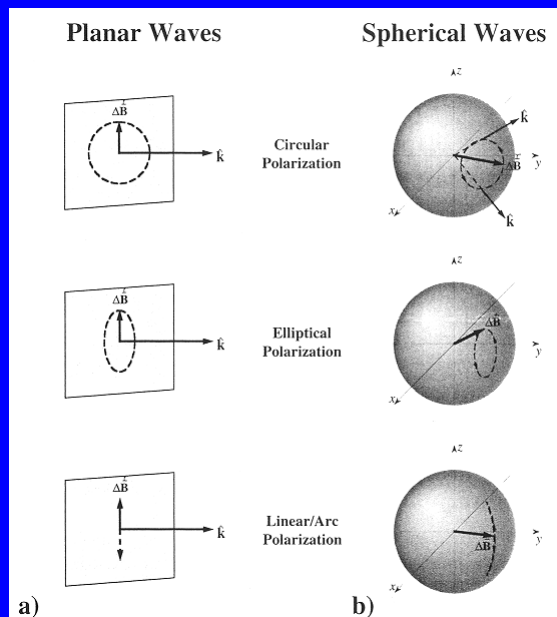 Planar Waves Spherical Waves
z
ΔB
k̂
Circular
Polarization
k̂
ΔB
y
x
k̂
z
ΔB
k̂
Elliptical
Polarization
ΔB
y
x
z
ΔB
k̂
Linear/Arc
Polarization
ΔB
y
x
a) b)